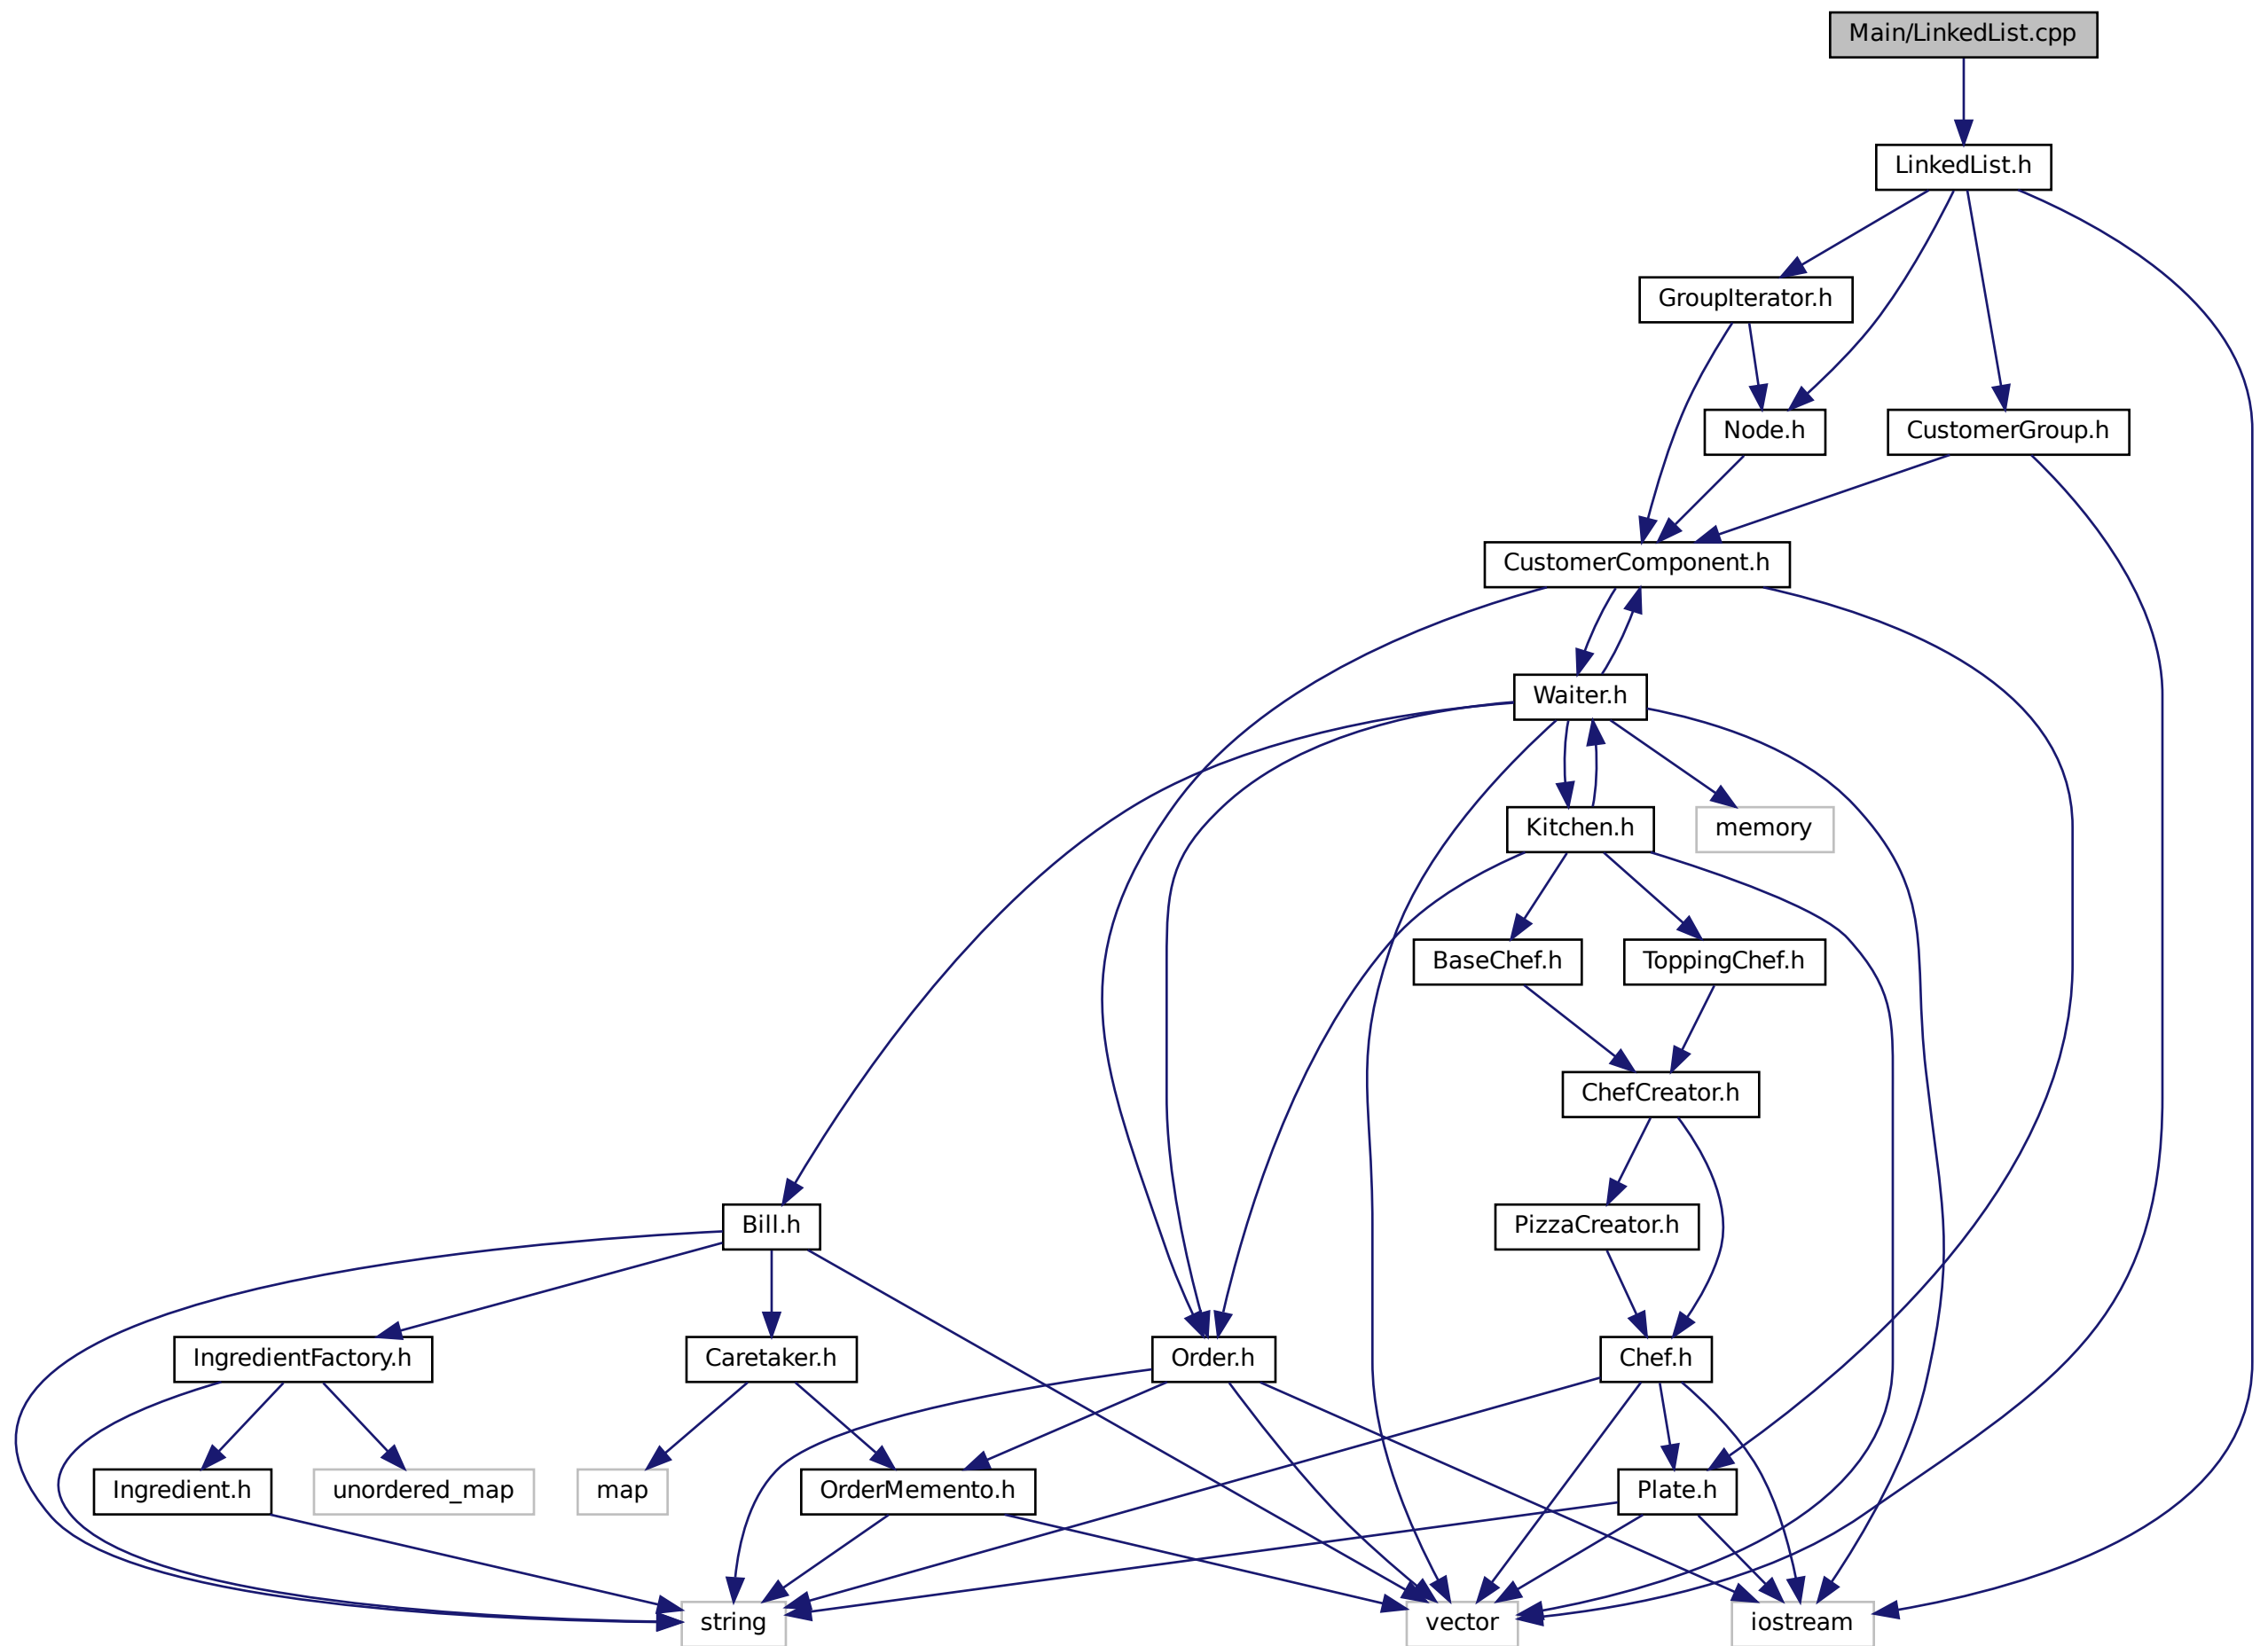 Main/LinkedList.cpp
LinkedList.h
GroupIterator.h
Node.h
CustomerGroup.h
CustomerComponent.h
Waiter.h
Kitchen.h
memory
BaseChef.h
ToppingChef.h
ChefCreator.h
Bill.h
PizzaCreator.h
IngredientFactory.h
Caretaker.h
Order.h
Chef.h
Ingredient.h
unordered_map
map
OrderMemento.h
Plate.h
string
vector
iostream